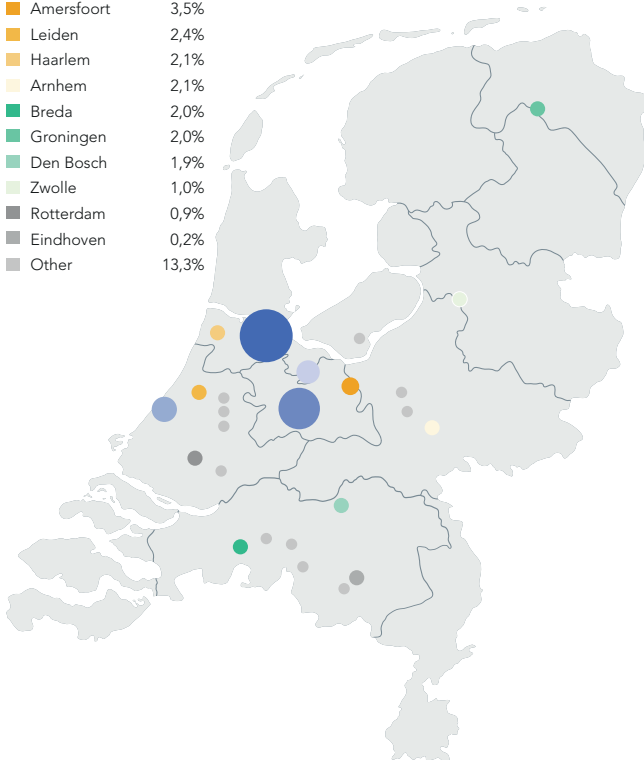 Amersfoort 3,5%
Leiden 2,4%
Haarlem 2,1%
Arnhem 2,1%
Breda 2,0%
Groningen 2,0%
Den Bosch 1,9%
Zwolle 1,0%
Rotterdam 0,9%
Eindhoven 0,2%
Other 13,3%